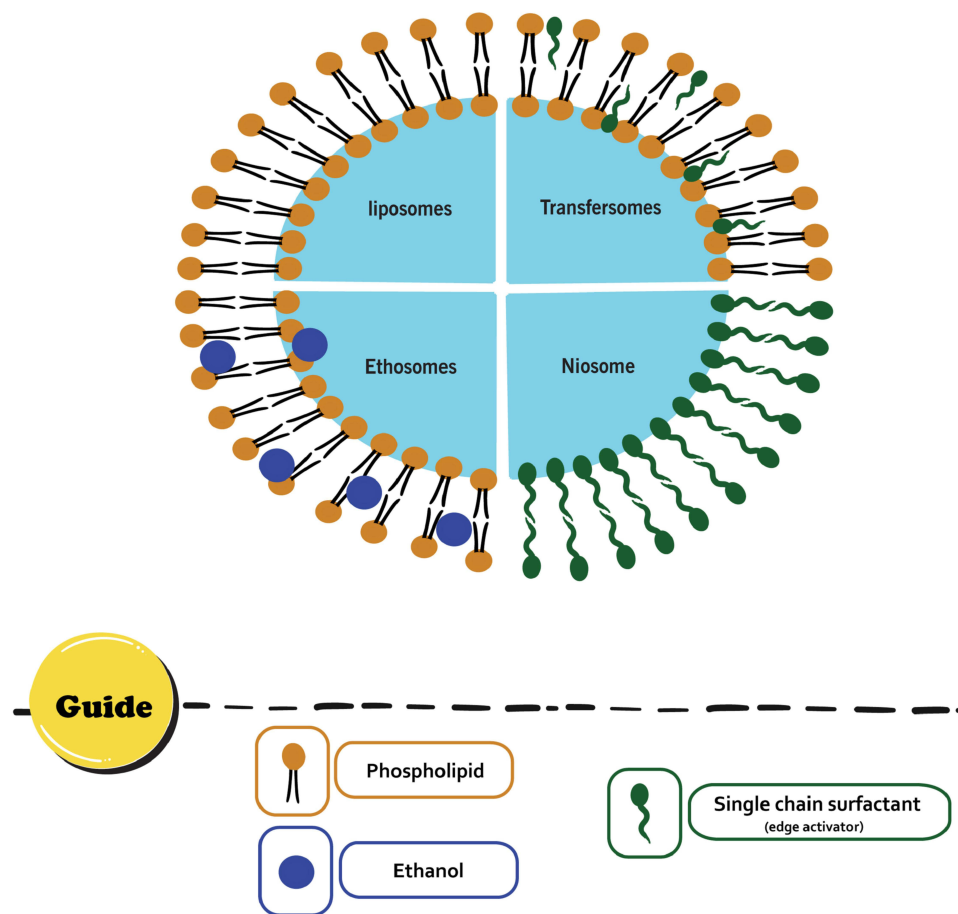 liposomes
Transfersomes
Ethosomes
Niosome
Guide
Phospholipid
Single chain surfactant
(edge activator)
Ethanol